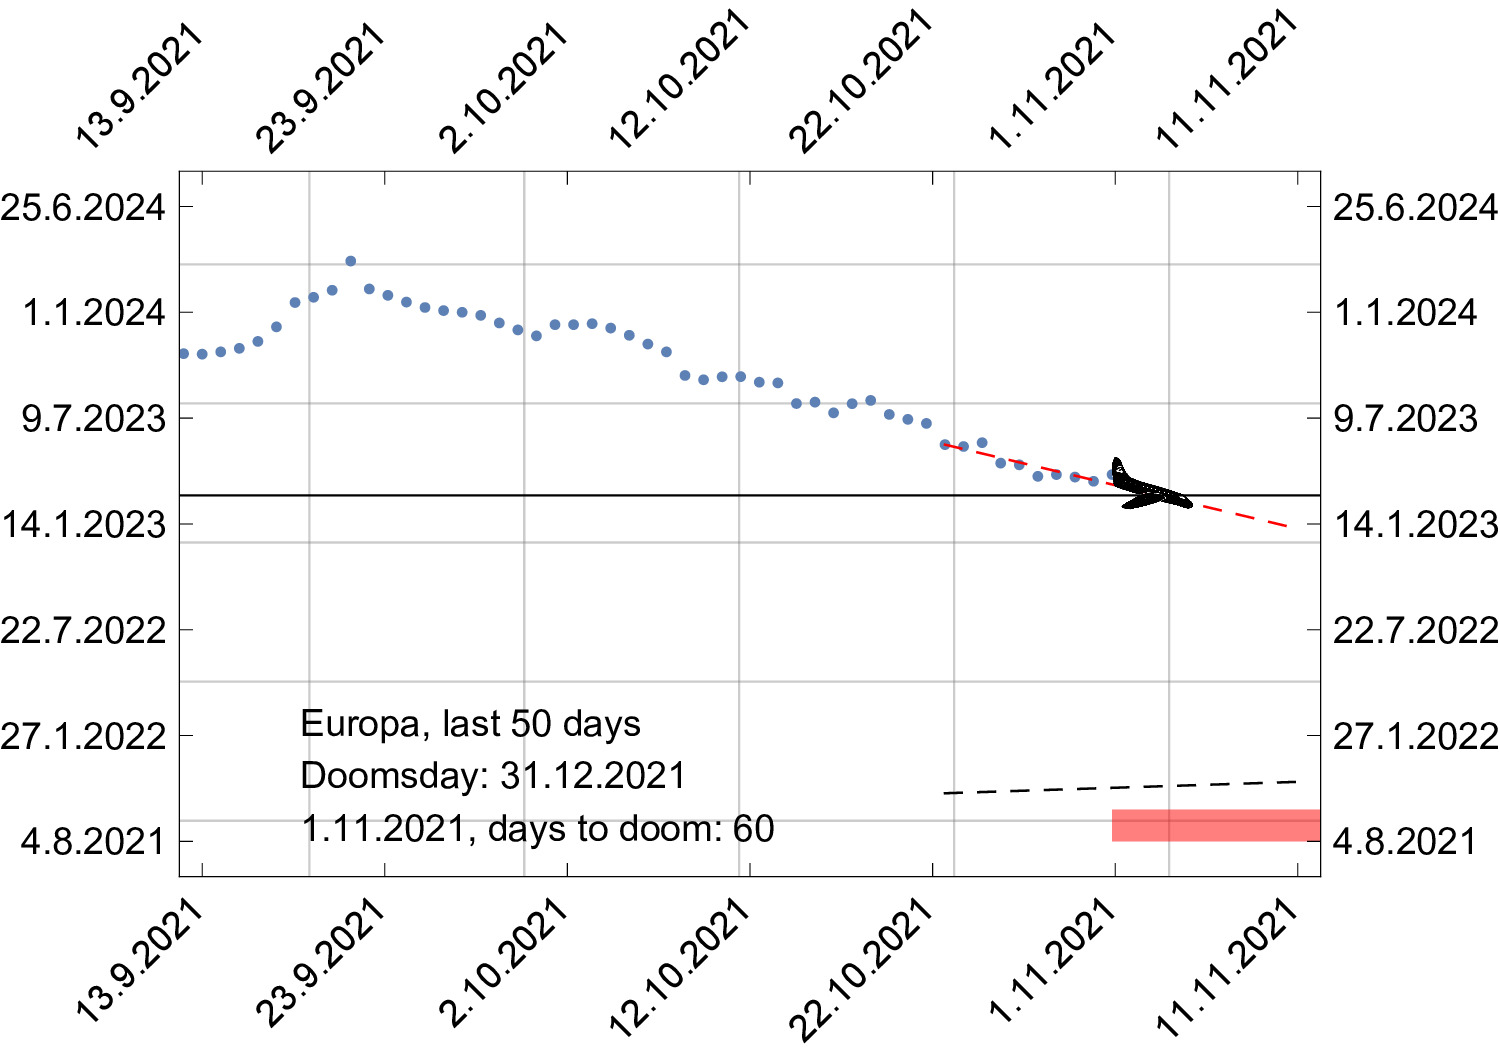 13.9.2021 23.9.2021 2.10.2021 12.10.2021 22.10.2021 1.11.2021 11.11.2021
25.6.2024 25.6.2024
1.1.2024 1.1.2024
9.7.2023 9.7.2023
14.1.2023 14.1.2023
22.7.2022 22.7.2022
Europa, last 50 days
27.1.2022 27.1.2022
Doomsday: 31.12.2021
1.11.2021, days to doom: 60
4.8.2021 4.8.2021
13.9.2021 23.9.2021 2.10.2021 12.10.2021 22.10.2021 1.11.2021 11.11.2021